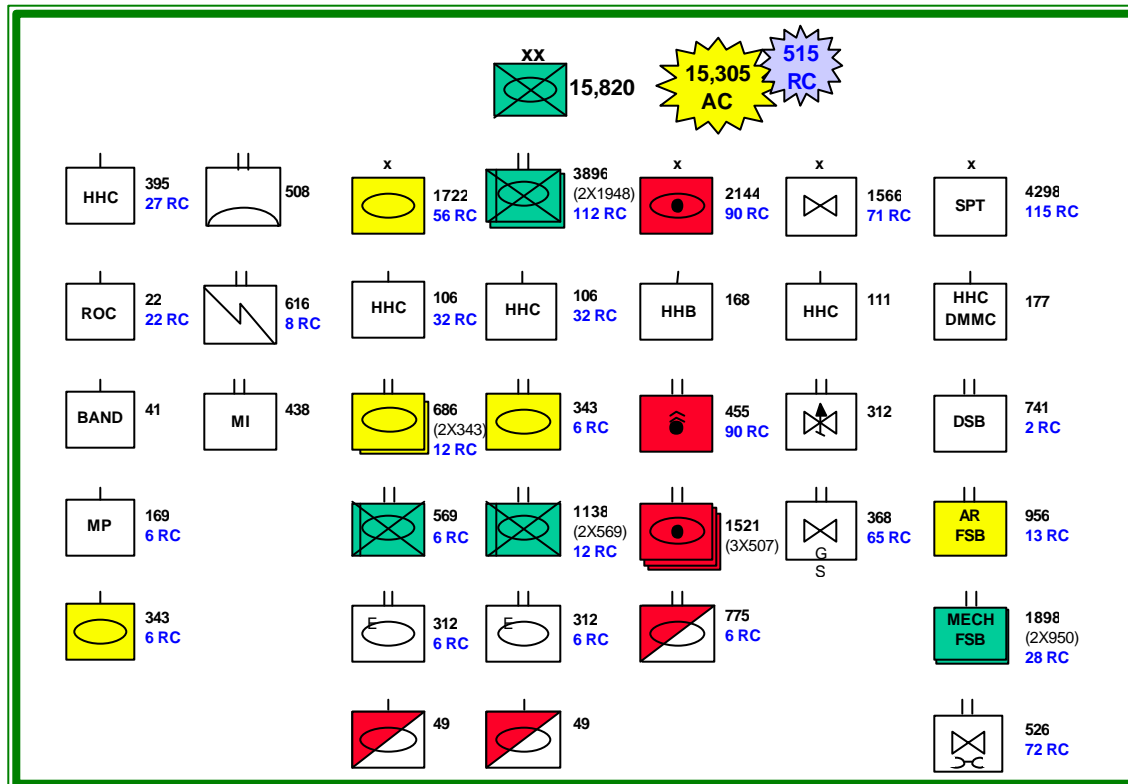 xx
15,820
15,305
AC
515
RC
HHC
395
27 RC
508
x
1722
56 RC
3896
(2X1948)
112 RC
x
2144
90 RC
x
1566
71 RC
x
SPT
4298
115 RC
ROC
22
22 RC
616
8 RC
HHC
106
32 RC
HHC
106
32 RC
HHB
168
HHC
111
HHC
DMMC
177
BAND
41
MI
438
686
(2X343)
12 RC
343
6 RC
455
90 RC
312
DSB
741
2 RC
MP
169
6 RC
569
6 RC
1138
(2X569)
12 RC
1521
(3X507)
G
S
368
65 RC
AR
FSB
956
13 RC
343
6 RC
E
312
6 RC
E
312
6 RC
775
6 RC
MECH
FSB
1898
(2X950)
28 RC
49
49
526
72 RC